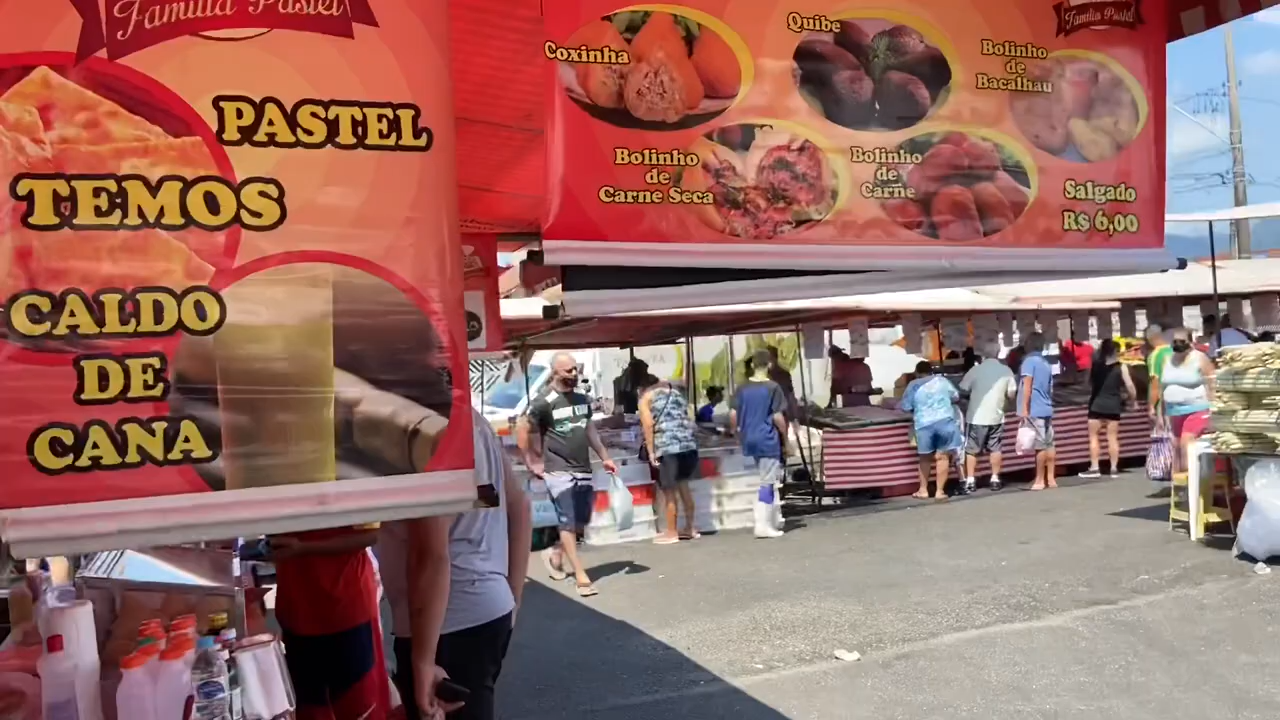 Familia Pastel
PASTEL
TEMOS
CALDO
DE
CANA
Familia Pastel
Coxinha
Quibe
Bolinho
de
Bacalhau
Bolinho
de
Carne Seca
Bolinho
de
Carne
Salgado
R$ 6,00